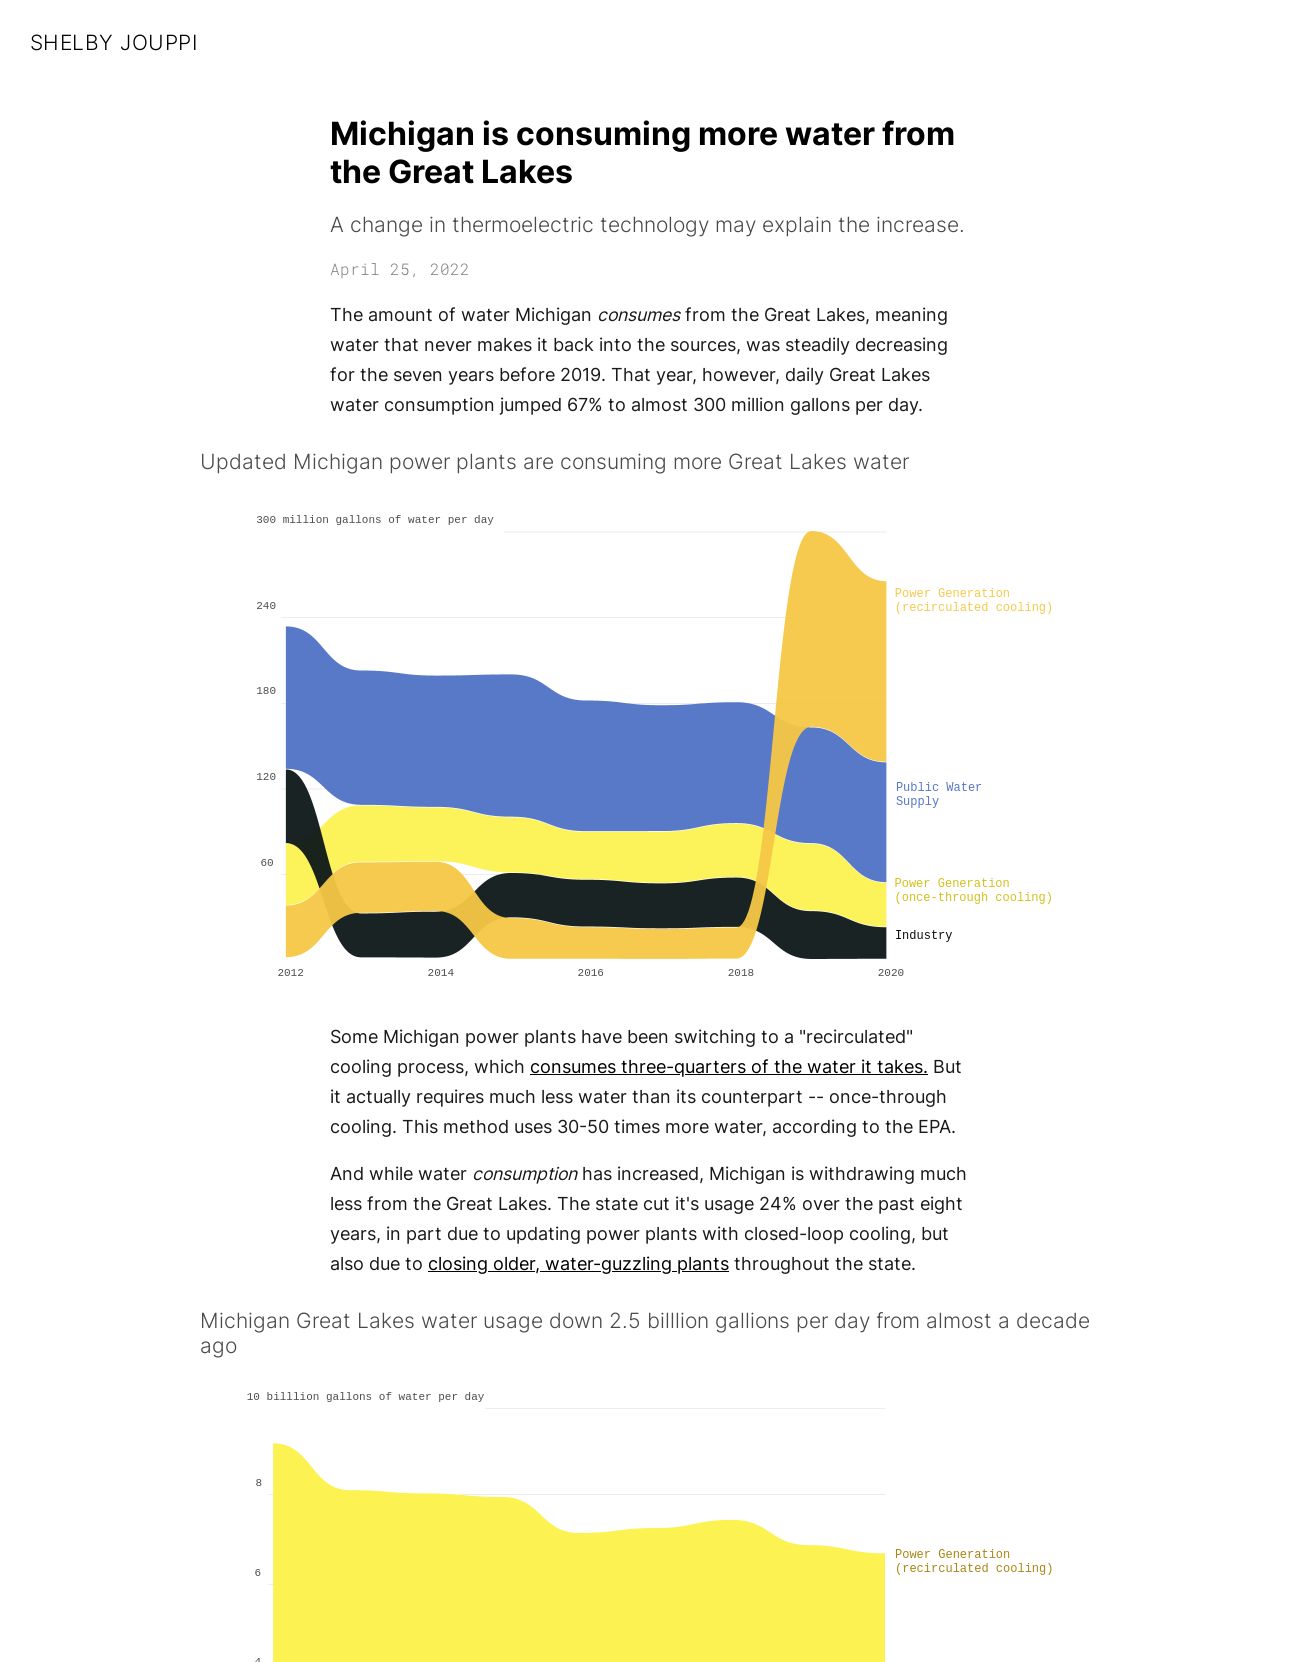 SHELBY JOUPPI
Michigan is consuming more water from
the Great Lakes
A change in thermoelectric technology may explain the increase.
April 25, 2022
The amount of water Michigan consumes from the Great Lakes, meaning
water that never makes it back into the sources, was steadily decreasing
for the seven years before 2019. That year, however, daily Great Lakes
water consumption jumped 67% to almost 300 million gallons per day.
Updated Michigan power plants are consuming more Great Lakes water
300 million gallons of water per day
240
180
120
60
Power Generation
(recirculated cooling)
Public Water
Supply
Power Generation
(once-through cooling)
Industry
2012 2014 2016 2018 2020
Some Michigan power plants have been switching to a "recirculated"
cooling process, which consumes three-quarters of the water it takes. But
it actually requires much less water than its counterpart -- once-through
cooling. This method uses 30-50 times more water, according to the EPA.
And while water consumption has increased, Michigan is withdrawing much
less from the Great Lakes. The state cut it's usage 24% over the past eight
years, in part due to updating power plants with closed-loop cooling, but
also due to closing older, water-guzzling plants throughout the state.
Michigan Great Lakes water usage down 2.5 billlion gallions per day from almost a decade
ago
10 billlion gallons of water per day
8
Power Generation
(recirculated cooling)
6